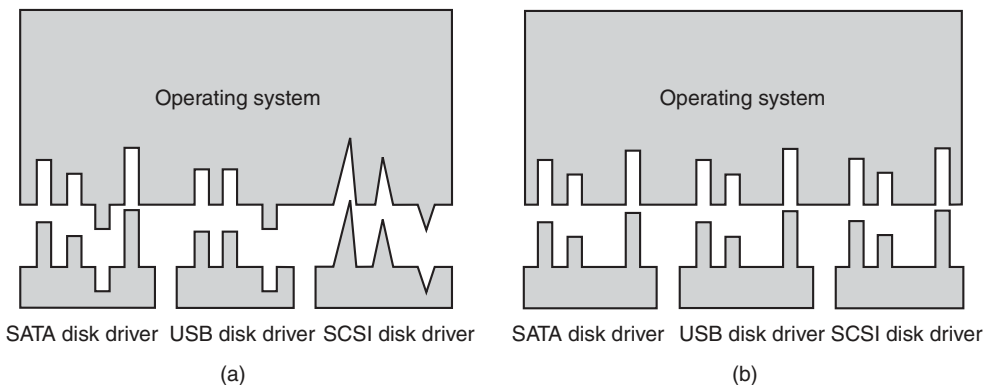 Operating system
Operating system
SATA disk driver USB disk driver SCSI disk driver
SATA disk driver USB disk driver SCSI disk driver
(a)
(b)